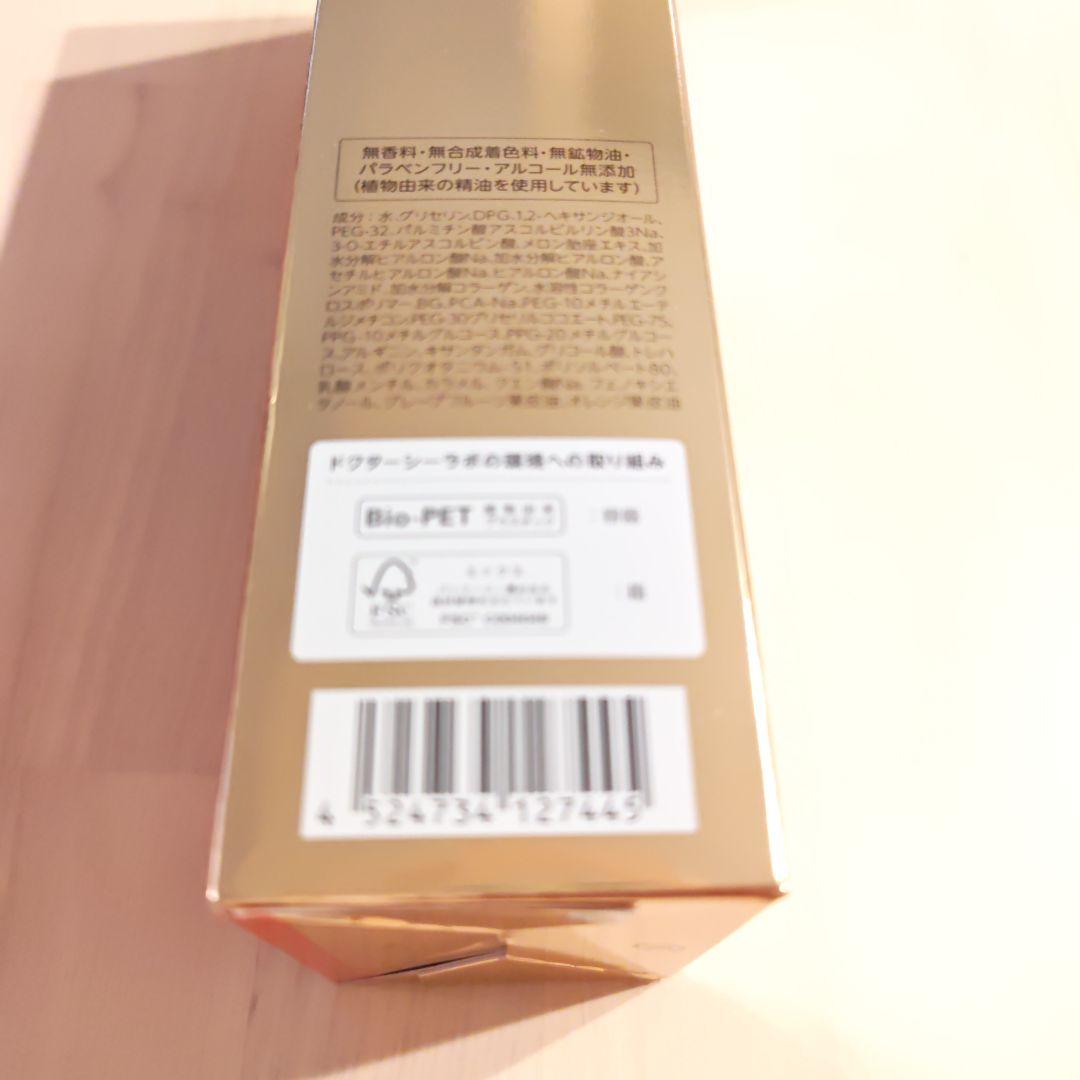 無香料・無合成着色料・無鉱物油・
パラベンフリー・アルコール無添加
(植物由来の精油を使用しています)
成分：水、グリセリン、DPG、1,2-ヘキサンジオール、
PEG-32、パルミチン酸アスコルビルリン酸3Na、
3-O-エチルアスコルビン酸、メロン胎座エキス、加
水分解ヒアルロン酸Na、加水分解ヒアルロン酸、ア
セチルヒアルロン酸Na、ヒアルロン酸Na、ナイアシ
ンアミド、加水分解コラーゲン、水溶性コラーゲンク
ロスポリマー、BG、PCA-Na、PEG-10メチルエーテ
ルジメチコン、PEG-30グリセリルココエート、PEG-75、
PPG-10メチルグルコース、PPG-20メチルグルコー
ス、アルギニン、キサンタンガム、グリコール酸、トレハ
ロース、ポリクオタニウム-51、ポリソルベート80、
乳酸メンチル、カラメル、クエン酸Na、フェノキシエ
タノール、グレープフルーツ果皮油、オレンジ果皮油
ドクターシーラボの環境への取り組み
Bio-PET
FSC
4 524734 127445